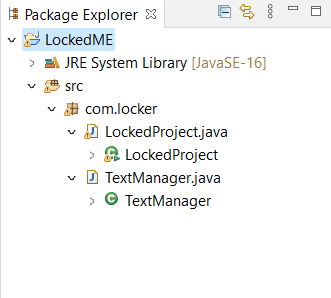 Package Explorer
LockedME
JRE System Library [JavaSE-16]
src
com.locker
LockedProject.java
LockedProject
TextManager.java
TextManager